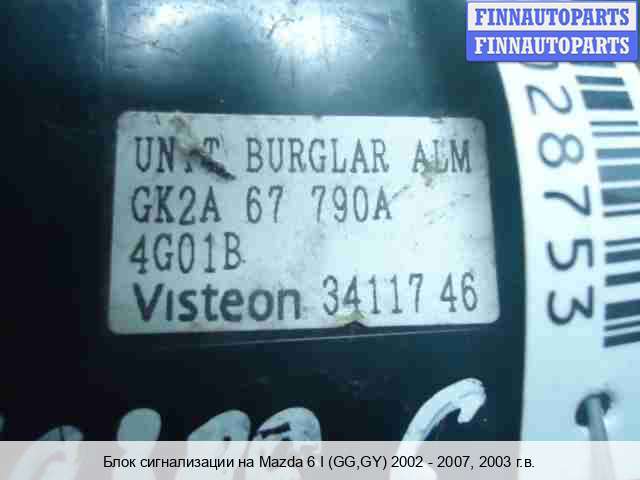 FINNAUTOPARTS
FINNAUTOPARTS
UNIT BURGLAR ALM
GK2A 67 790A
4G01B
Visteon 34117 46
028753
Блок сигнализации на Mazda 6 I (GG,GY) 2002 - 2007, 2003 г.в.